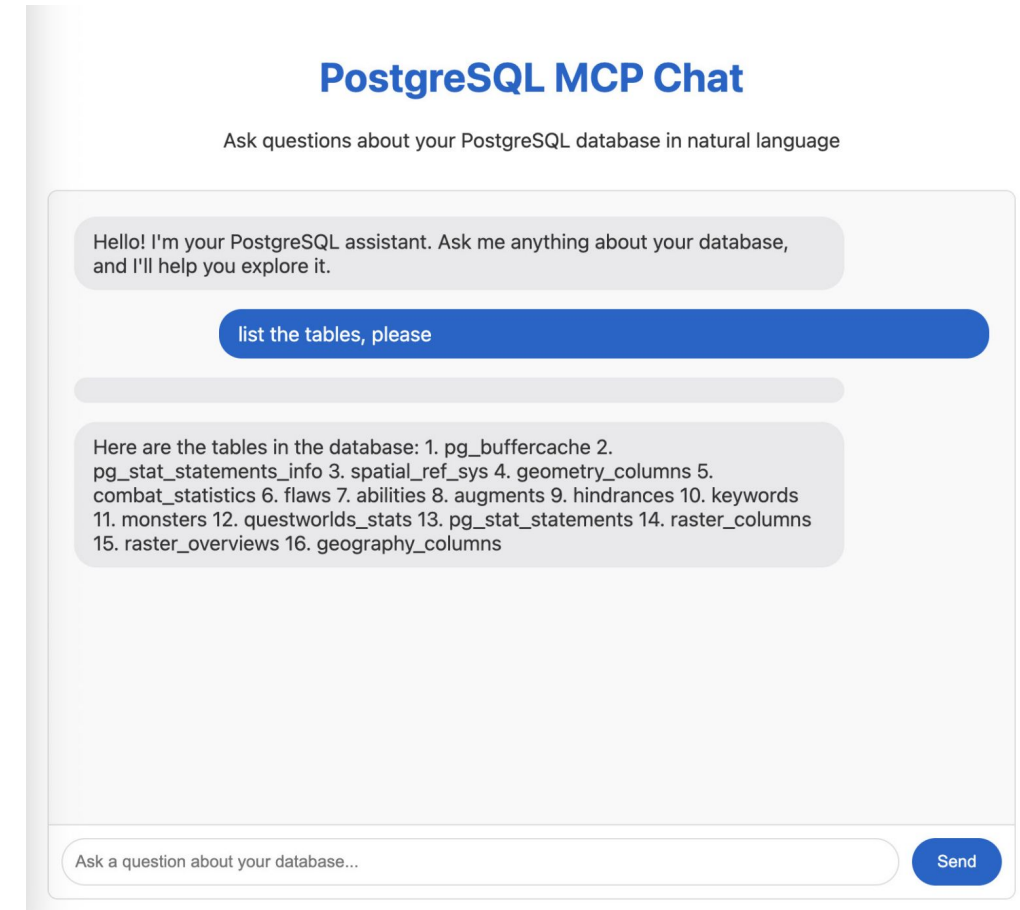 PostgreSQL MCP Chat
Ask questions about your PostgreSQL database in natural language
Hello! I'm your PostgreSQL assistant. Ask me anything about your database,
and I'll help you explore it.
list the tables, please
Here are the tables in the database: 1. pg_buffercache 2.
pg_stat_statements_info 3. spatial_ref_sys 4. geometry_columns 5.
combat_statistics 6. flaws 7. abilities 8. augments 9. hindrances 10. keywords
11. monsters 12. questworlds_stats 13. pg_stat_statements 14. raster_columns
15. raster_overviews 16. geography_columns
Ask a question about your database...
Send